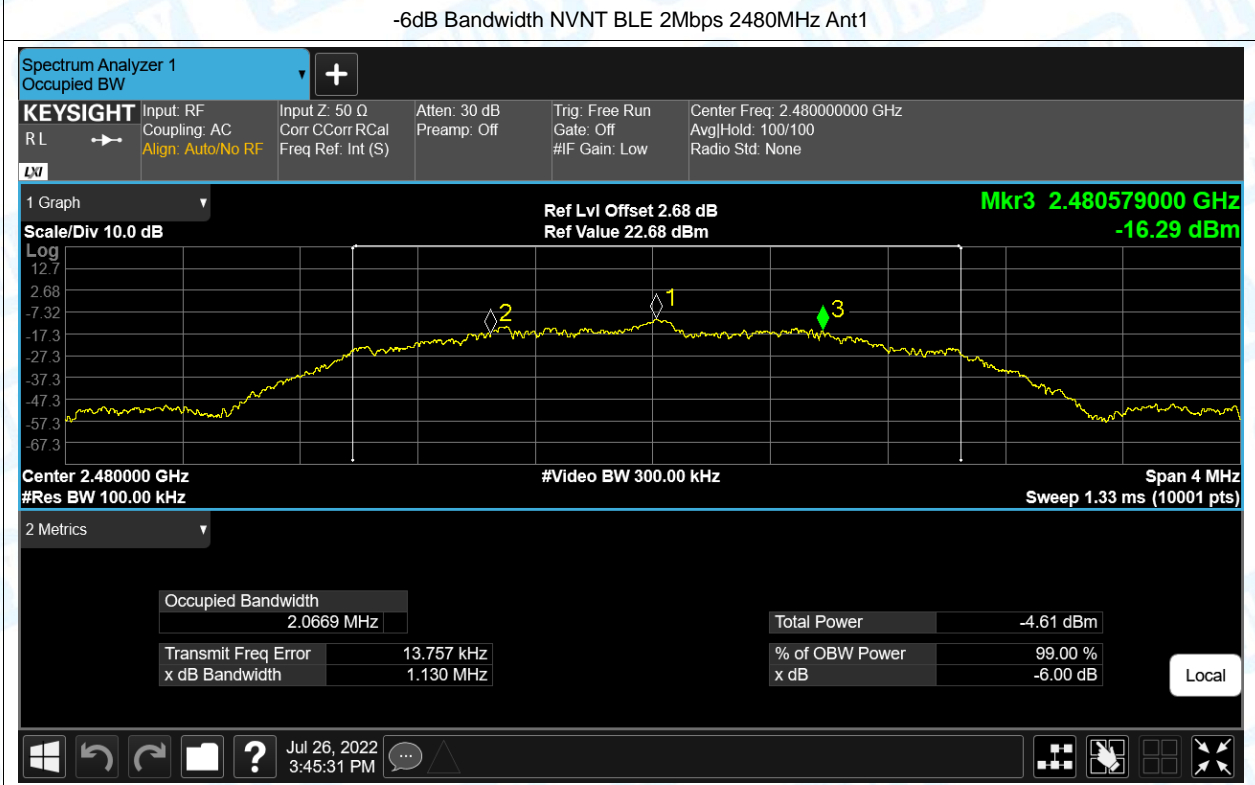 -6dB Bandwidth NVNT BLE 2Mbps 2480MHz Ant1
Spectrum Analyzer 1
Occupied BW
KEYSIGHT
R L
LXI
Input: RF
Coupling: AC
Align: Auto/No RF
Input Z: 50 Ω
Corr CCorr RCal
Freq Ref: Int (S)
Atten: 30 dB
Preamp: Off
Trig: Free Run
Gate: Off
#IF Gain: Low
Center Freq: 2.480000000 GHz
Avg|Hold: 100/100
Radio Std: None
1 Graph
Scale/Div 10.0 dB
Ref Lvl Offset 2.68 dB
Ref Value 22.68 dBm
Mkr3 2.480579000 GHz
-16.29 dBm
Log
12.7
2.68
-7.32
-17.3
-27.3
-37.3
-47.3
-57.3
-67.3
2
1
3
Center 2.480000 GHz
#Video BW 300.00 kHz
Span 4 MHz
#Res BW 100.00 kHz
Sweep 1.33 ms (10001 pts)
2 Metrics
Occupied Bandwidth
2.0669 MHz
Transmit Freq Error 13.757 kHz
x dB Bandwidth 1.130 MHz
Total Power -4.61 dBm
% of OBW Power 99.00 %
x dB -6.00 dB
Local
?
Jul 26, 2022
3:45:31 PM